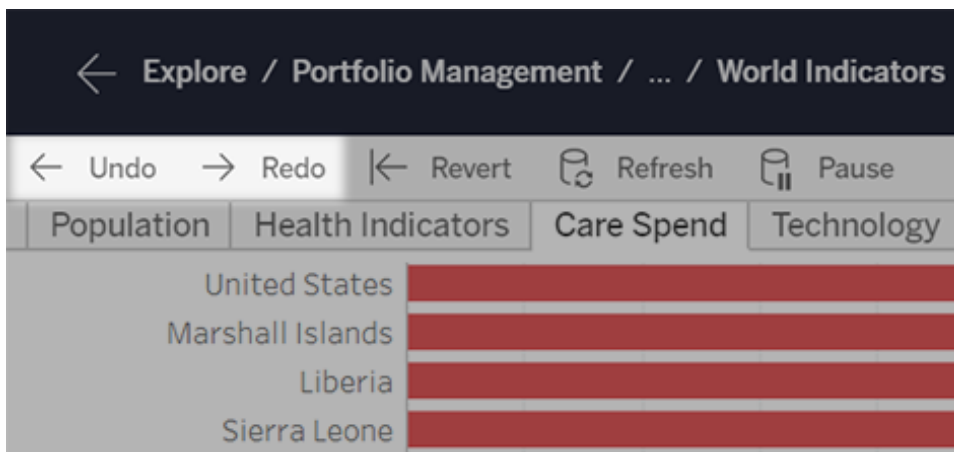 Explore / Portfolio Management / ... / World Indicators
Undo Redo Revert Refresh Pause
Population Health Indicators Care Spend Technology
United States
Marshall Islands
Liberia
Sierra Leone